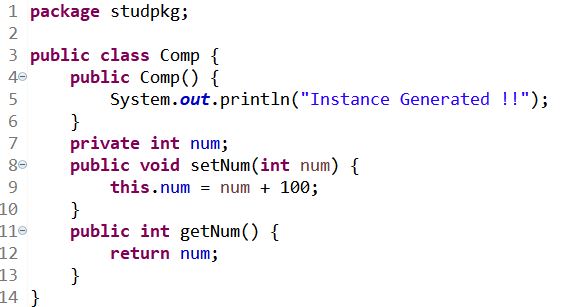 1 package studpkg;
2
3 public class Comp {
4     public Comp() {
5         System.out.println("Instance Generated !!");
6     }
7     private int num;
8     public void setNum(int num) {
9         this.num = num + 100;
10     }
11     public int getNum() {
12         return num;
13     }
14 }